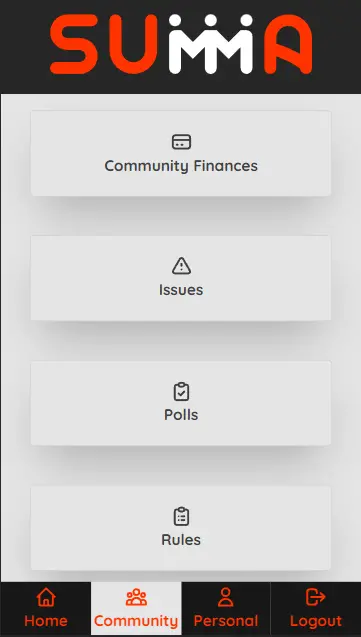 SUMMA
Community Finances
Issues
Polls
Rules
Home
Community
Personal
Logout